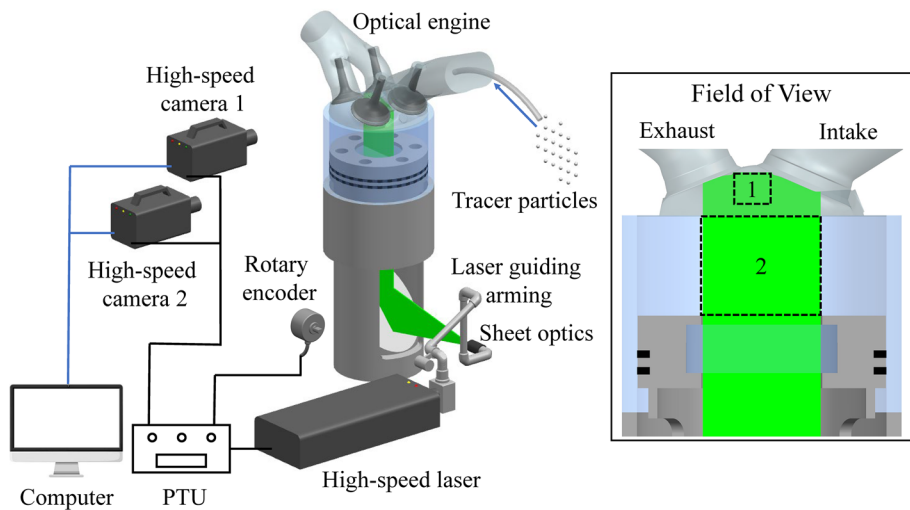 Optical engine
High-speed
camera 1
Tracer particles
High-speed
camera 2
Rotary
encoder
Laser guiding
arming
Sheet optics
High-speed laser
Computer
PTU
Field of View
Exhaust
Intake
1
2